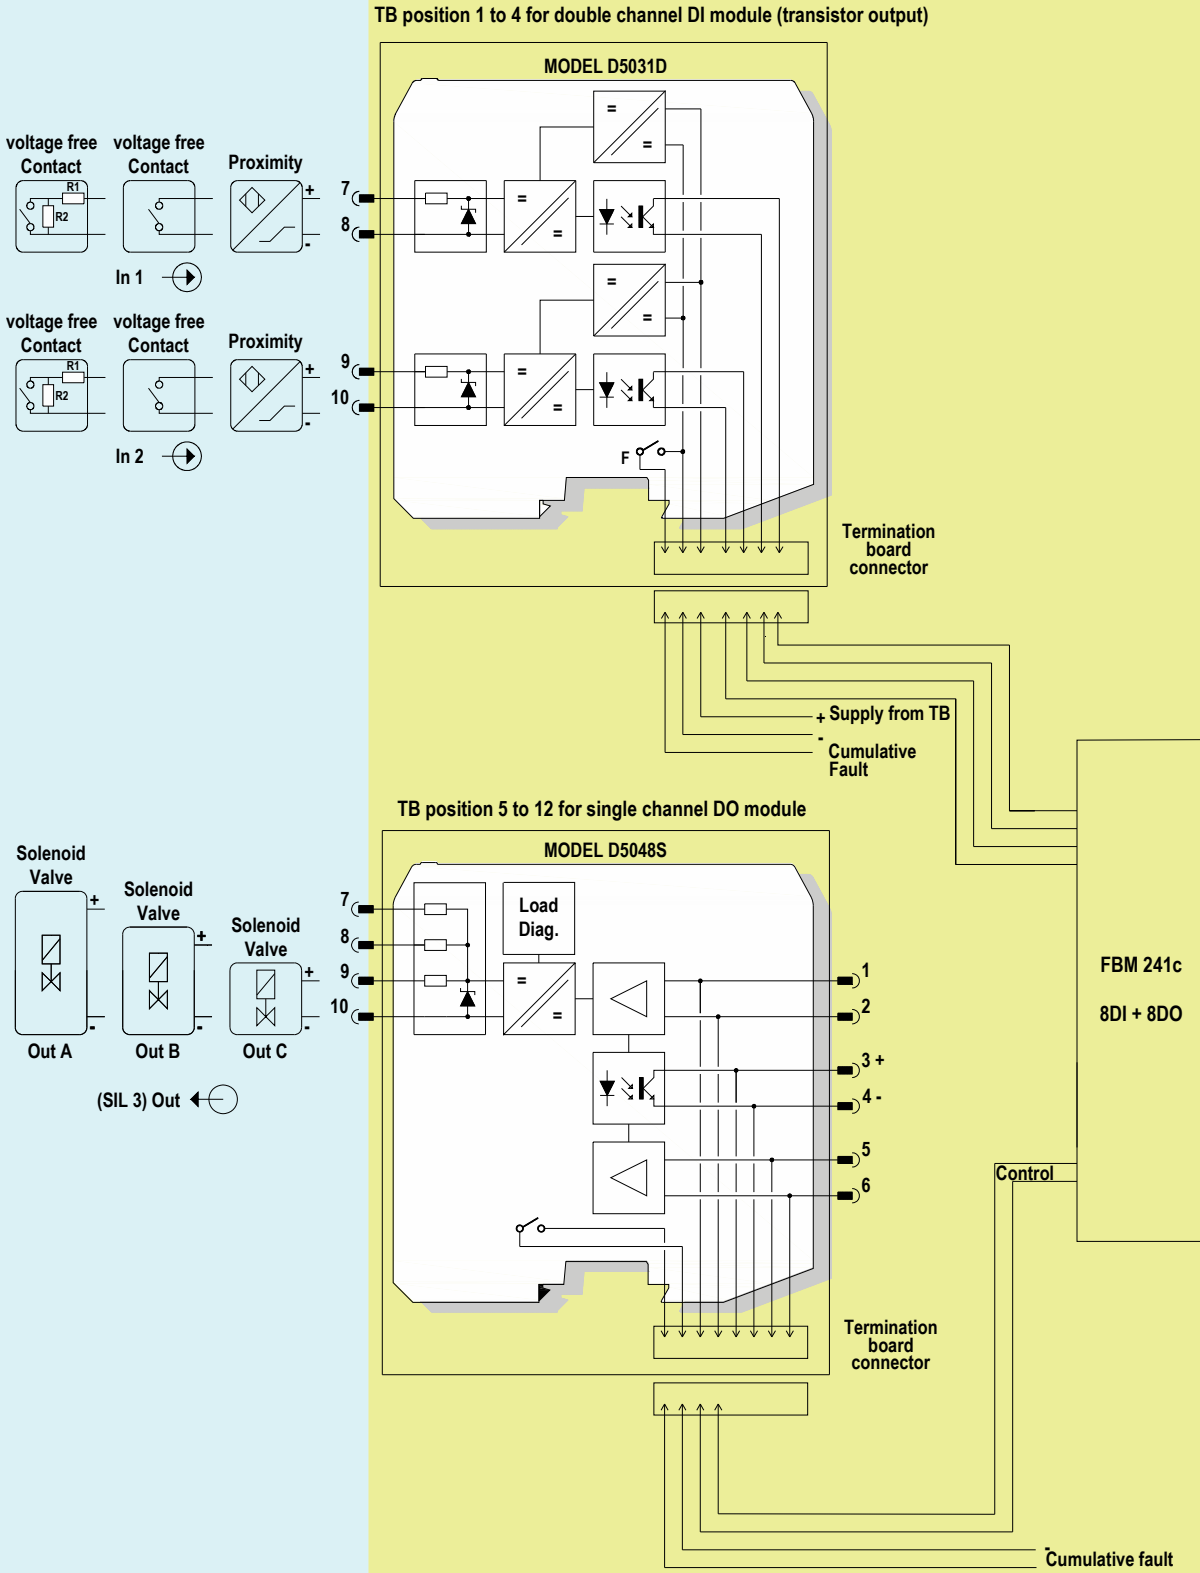 TB position 1 to 4 for double channel DI module (transistor output)
MODEL D5031D
voltage free
Contact
voltage free
Contact
Proximity
R1
R2
+
-
7
8
In 1
=
=
=
=
voltage free
Contact
voltage free
Contact
Proximity
R1
R2
+
-
9
10
In 2
=
=
=
=
F
Termination
board
connector
+ Supply from TB
-
Cumulative
Fault
TB position 5 to 12 for single channel DO module
MODEL D5048S
Solenoid
Valve
+
-
Out A
Solenoid
Valve
+
-
Out B
Solenoid
Valve
+
-
Out C
(SIL 3) Out
7
8
9
10
Load
Diag.
=
=
1
2
3 +
4 -
5
6
FBM 241c
8DI + 8DO
Control
Termination
board
connector
-
Cumulative fault